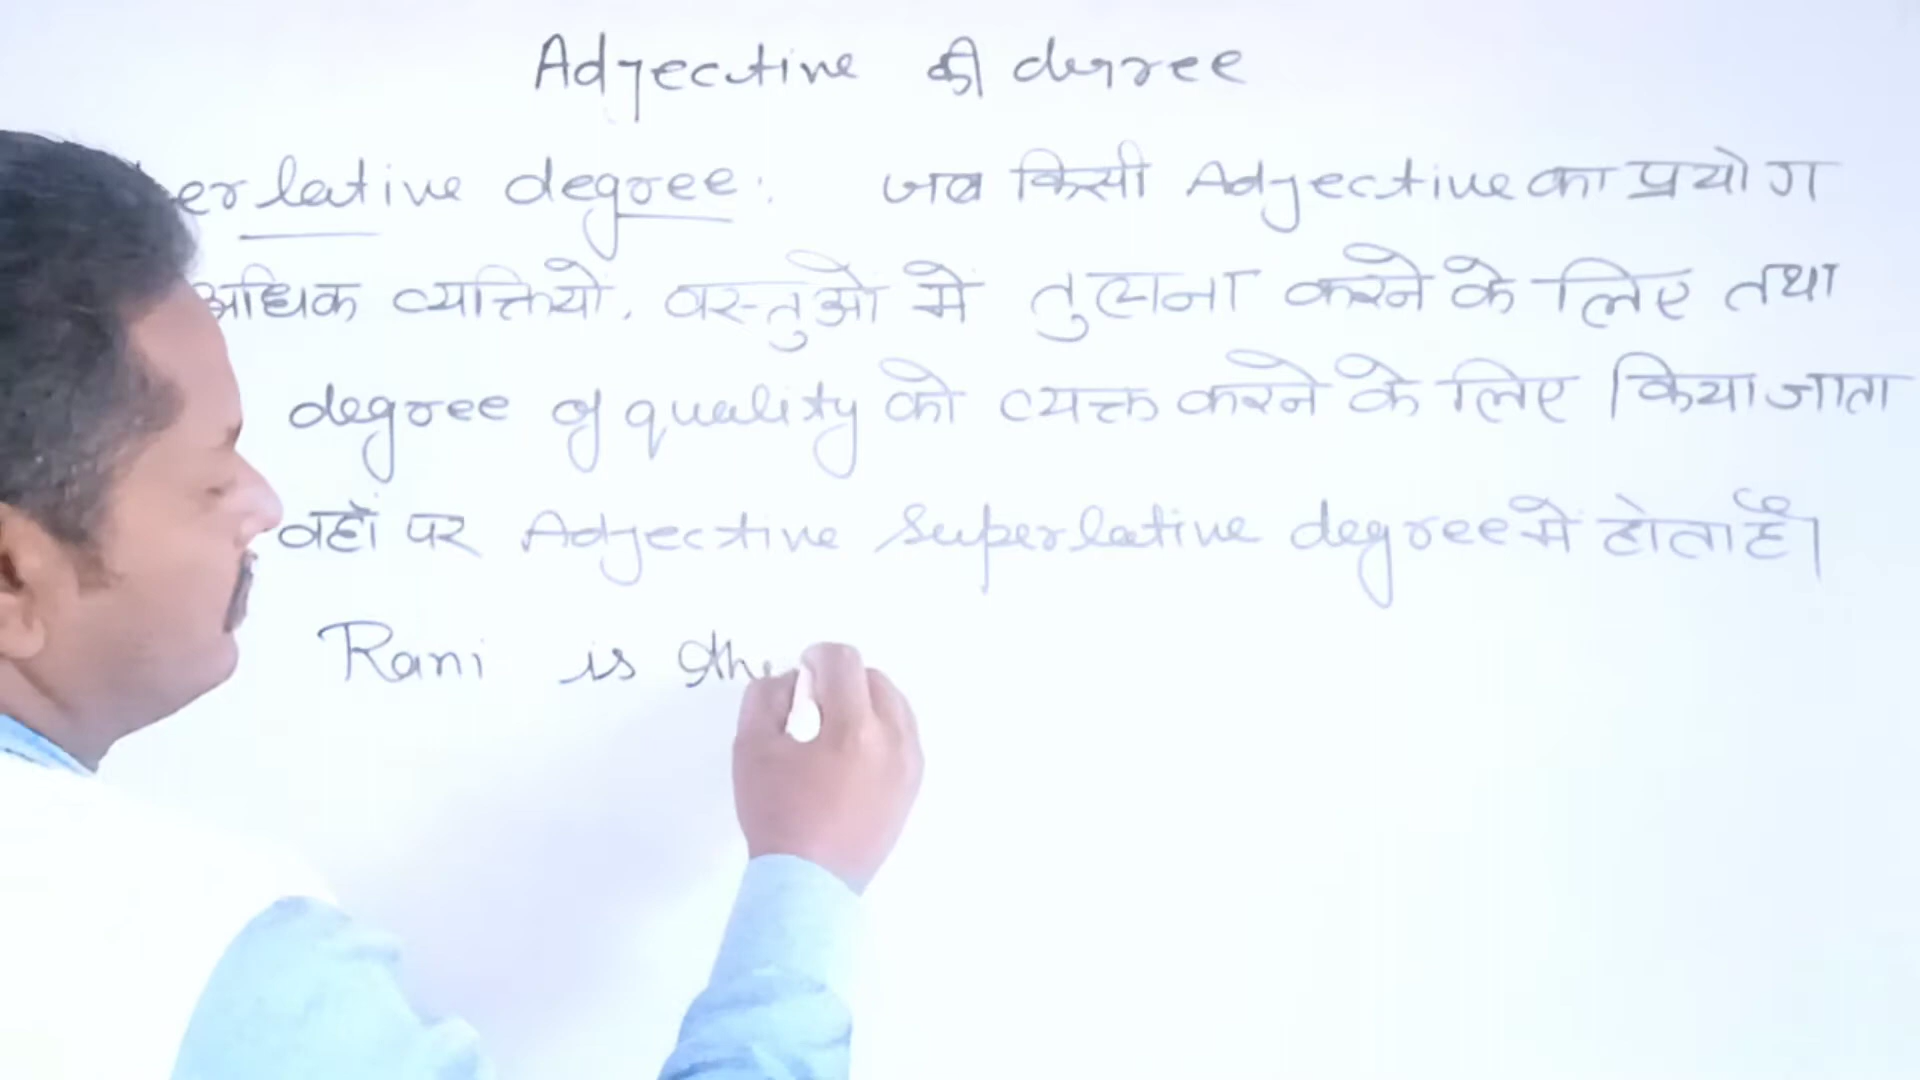 Adjective की degree
erlative degree: जब किसी Adjective का प्रयोग
अधिक व्यक्तियो, वस्तुओ मे तुलना करने के लिए तथा
degree of quality को व्यक्त करने के लिए किया जाता
वहाँ पर Adjective Superlative degree मे होता है।
Rani is the